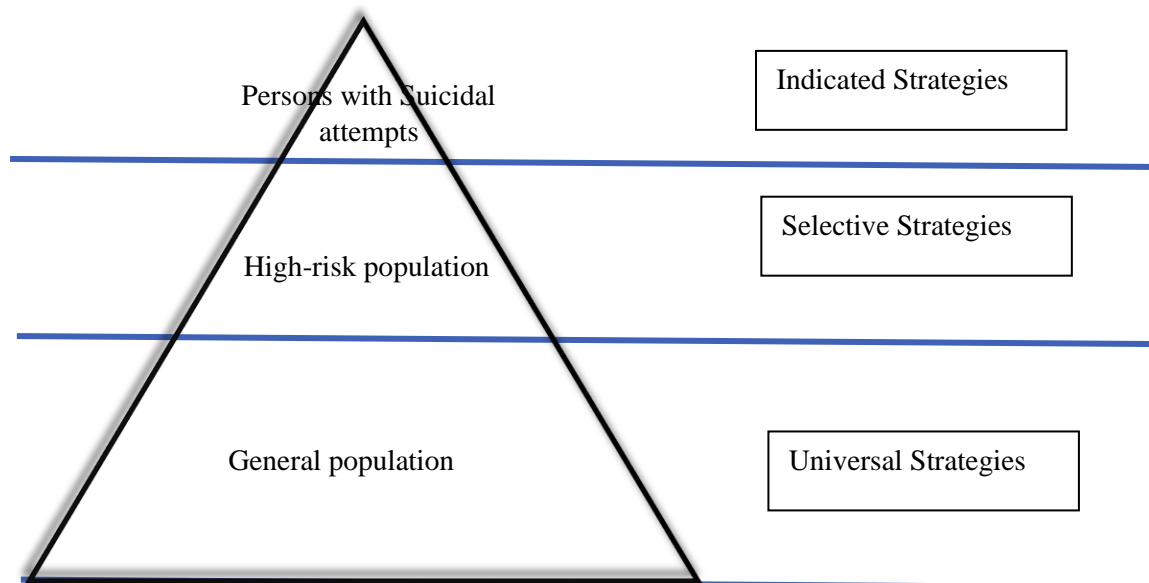 Persons with Suicidal
attempts
Indicated Strategies
High-risk population
Selective Strategies
General population
Universal Strategies